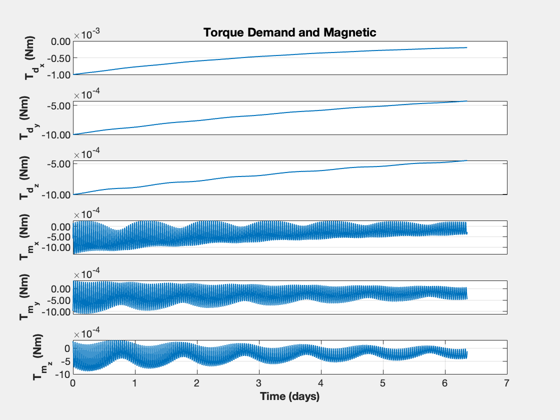 Torque Demand and Magnetic
×10⁻³
0.00
-0.50
-1.00
T_d_x (Nm)
×10⁻⁴
-5.00
-10.00
T_d_y (Nm)
×10⁻⁴
-5.00
-10.00
T_d_z (Nm)
×10⁻⁴
0.00
-5.00
-10.00
T_m_x (Nm)
×10⁻⁴
0.00
-5.00
-10.00
T_m_y (Nm)
×10⁻⁴
0
-5
-10
T_m_z (Nm)
0 1 2 3 4 5 6 7
Time (days)